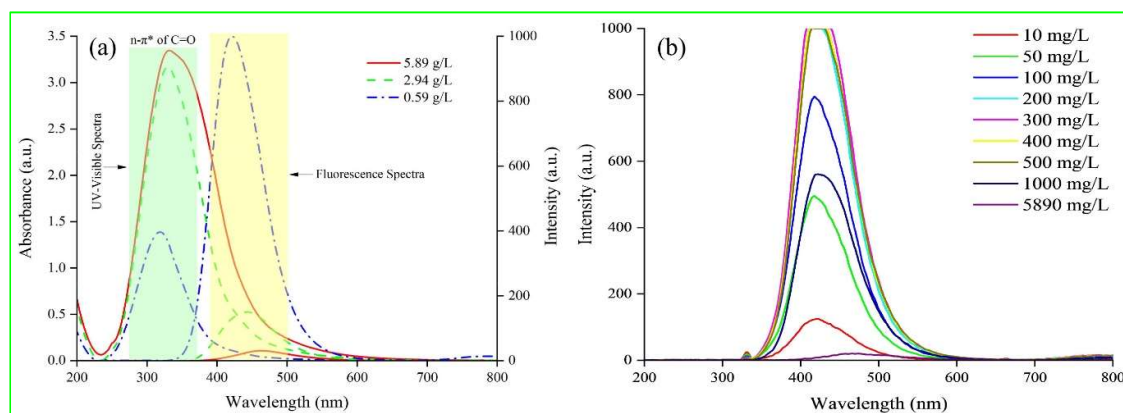 (a)
n-π* of C=O
5.89 g/L
2.94 g/L
0.59 g/L
UV-Visible Spectra
Fluorescence Spectra
Absorbance (a.u.)
3.5
3.0
2.5
2.0
1.5
1.0
0.5
0.0
Intensity (a.u.)
1000
800
600
400
200
0
200 300 400 500 600 700 800
Wavelength (nm)
(b)
10 mg/L
50 mg/L
100 mg/L
200 mg/L
300 mg/L
400 mg/L
500 mg/L
1000 mg/L
5890 mg/L
Intensity (a.u.)
1000
800
600
400
200
0
200 300 400 500 600 700 800
Wavelength (nm)